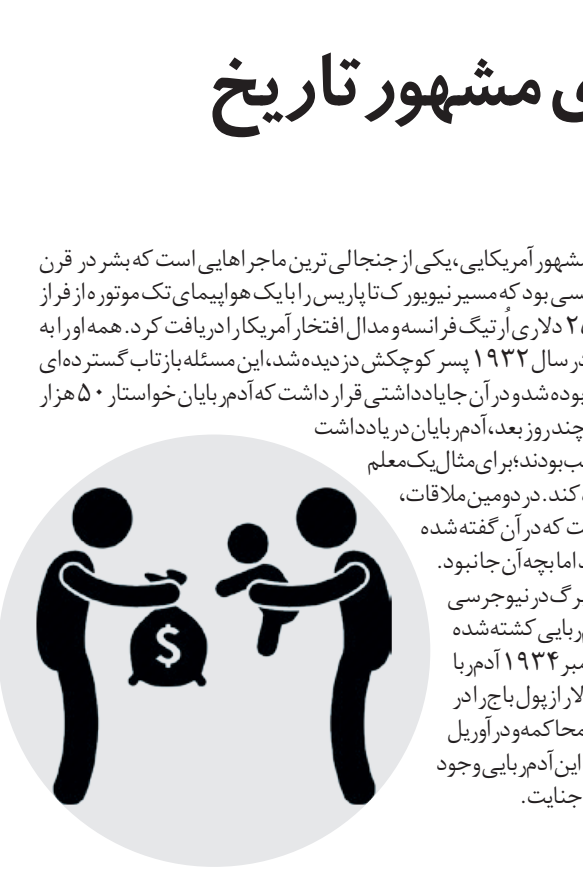 ی مشهور تاریخ
مشهور آمریکایی، یکی از جنجالی‌ترین ماجراهایی است که بشر در قرن
سی بود که مسیر نیویورک تا پاریس را با یک هواپیمای تک موتوره از فراز
۲۵ دلاری اُرتیگ فرانسه و مدال افتخار آمریکا را دریافت کرد. همه او را به
در سال ۱۹۳۲ پسر کوچکش دزدیده شد، این مسئله بازتاب گسترده‌ای
بوده شد و در آن جا یادداشتی قرار داشت که آدم‌ربایان خواستار ۵۰ هزار
چند روز بعد، آدم‌ربایان در یادداشت
ب بودند؛ برای مثال یک معلم
کند. در دومین ملاقات،
ت که در آن گفته شده
اما بچه آن جا نبود.
رگ در نیوجرسی
ربایی کشته شده
مبر ۱۹۳۴ آدم‌ربا
لار از پول باج را در
محاکمه و در آوریل
این آدم‌ربایی وجود
جنایت.
$